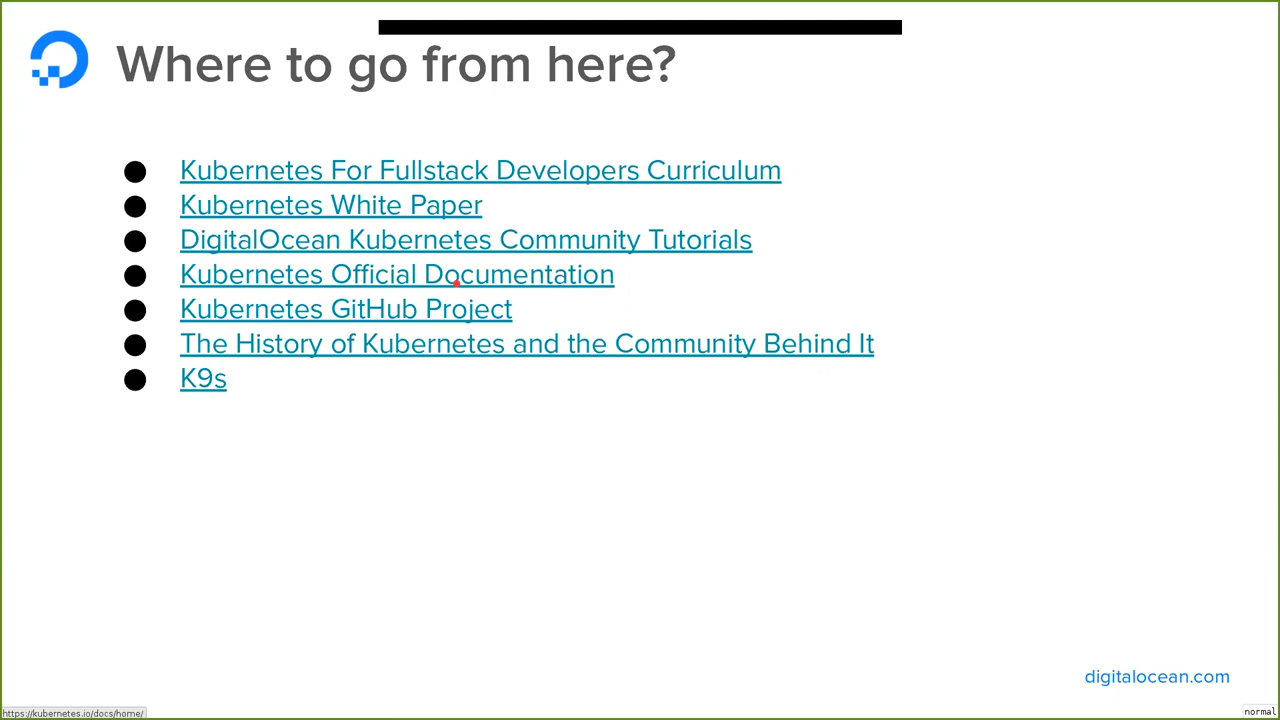 Where to go from here?
Kubernetes For Fullstack Developers Curriculum
Kubernetes White Paper
DigitalOcean Kubernetes Community Tutorials
Kubernetes Official Documentation
Kubernetes GitHub Project
The History of Kubernetes and the Community Behind It
K9s
digitalocean.com
https://kubernetes.io/docs/home/
normal